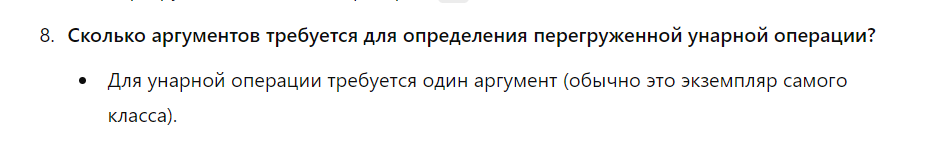 8. Сколько аргументов требуется для определения перегруженной унарной операции?
• Для унарной операции требуется один аргумент (обычно это экземпляр самого
класса).